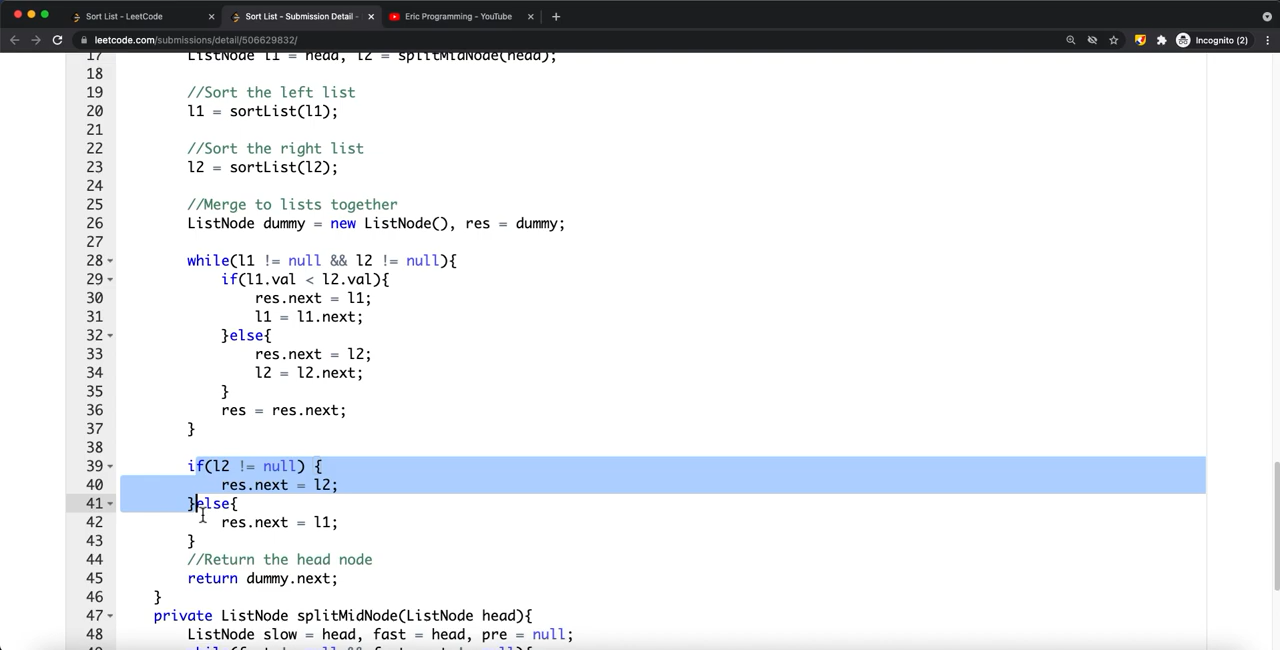 Sort List - LeetCode
Sort List - Submission Detail -
Eric Programming - YouTube
leetcode.com/submissions/detail/506629832/
Incognito (2)
17 ListNode l1 = head, l2 = splitMidNode(head);
18
19 //Sort the left list
20 l1 = sortList(l1);
21
22 //Sort the right list
23 l2 = sortList(l2);
24
25 //Merge to lists together
26 ListNode dummy = new ListNode(), res = dummy;
27
28 while(l1 != null && l2 != null){
29 if(l1.val < l2.val){
30 res.next = l1;
31 l1 = l1.next;
32 }else{
33 res.next = l2;
34 l2 = l2.next;
35 }
36 res = res.next;
37 }
38
39 if(l2 != null) {
40 res.next = l2;
41 }else{
42 res.next = l1;
43 }
44 //Return the head node
45 return dummy.next;
46 }
47 private ListNode splitMidNode(ListNode head){
48 ListNode slow = head, fast = head, pre = null;